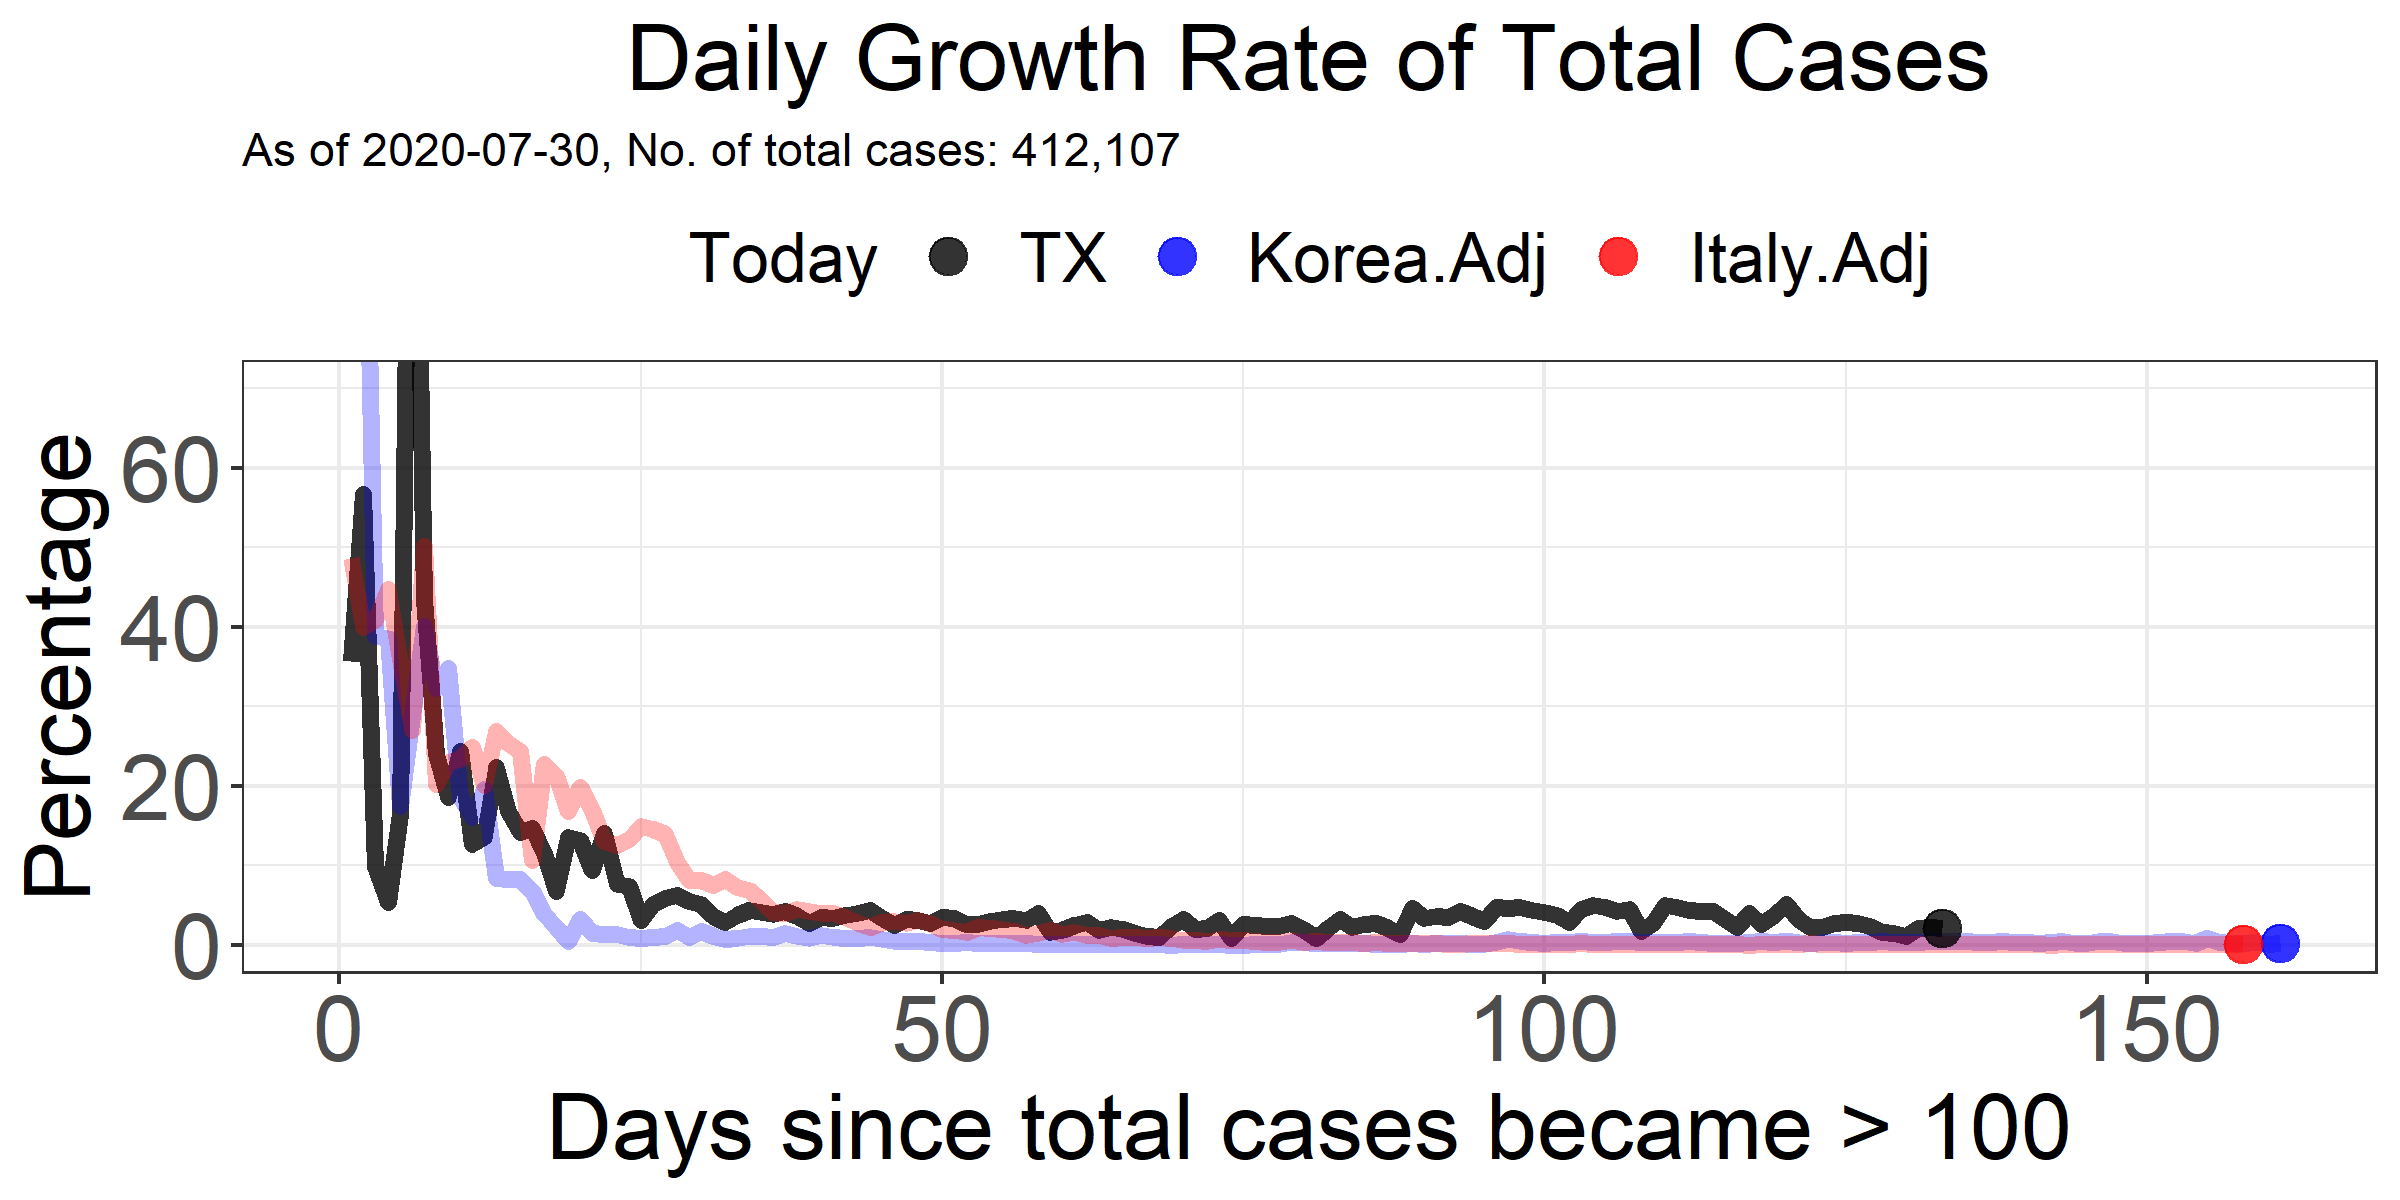 Daily Growth Rate of Total Cases
As of 2020-07-30, No. of total cases: 412,107
Today TX Korea.Adj Italy.Adj
Percentage
60
40
20
0
0 50 100 150
Days since total cases became > 100